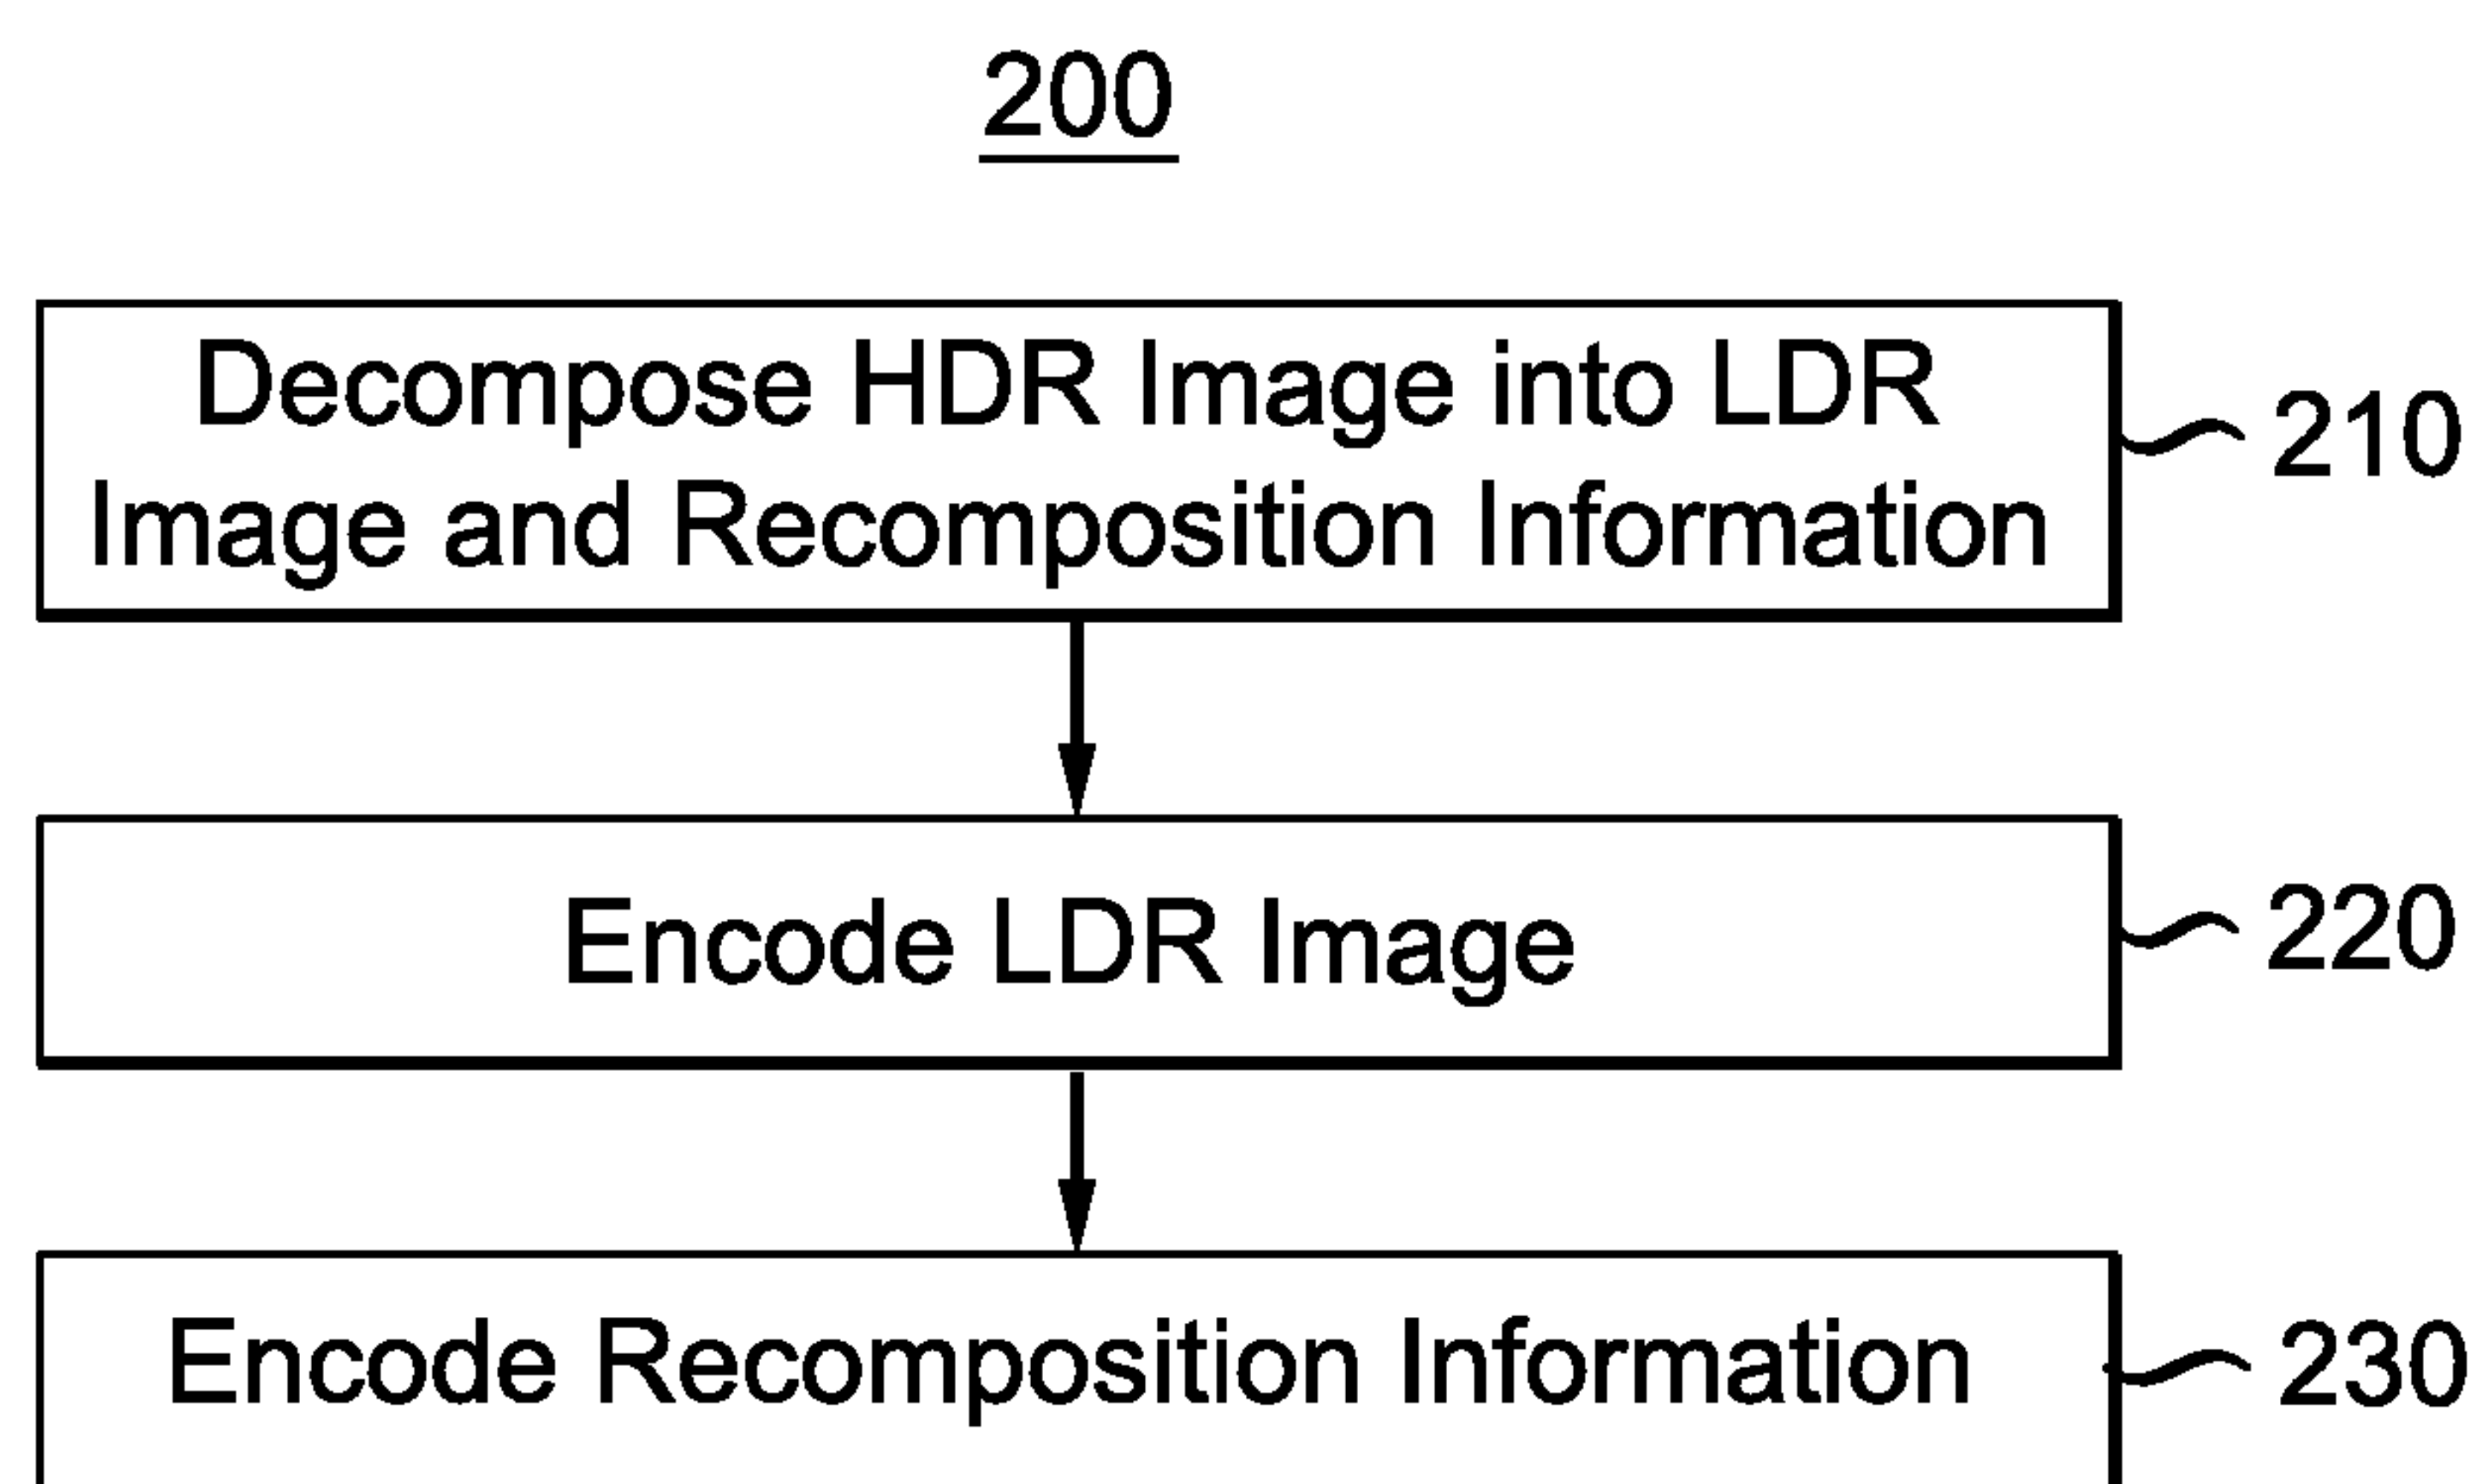 200
Decompose HDR Image into LDR
Image and Recomposition Information
210
Encode LDR Image
220
Encode Recomposition Information
230